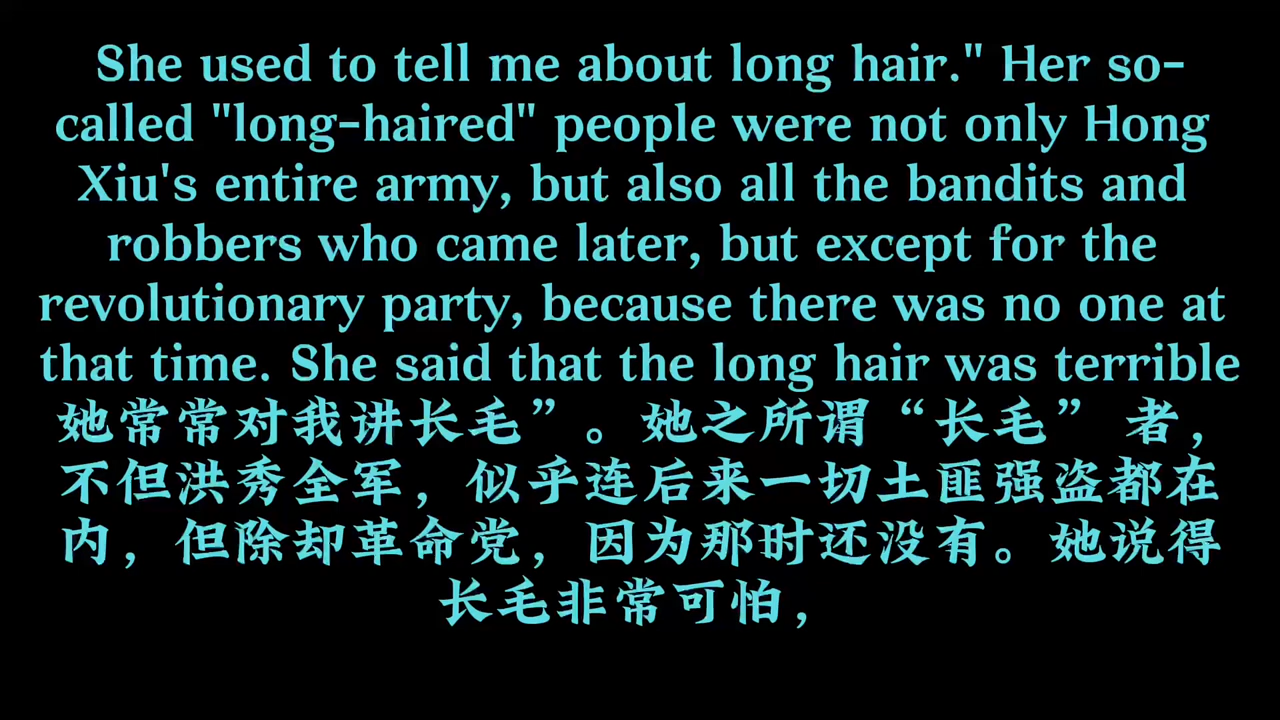 She used to tell me about long hair." Her so-
called "long-haired" people were not only Hong
Xiu's entire army, but also all the bandits and
robbers who came later, but except for the
revolutionary party, because there was no one at
that time. She said that the long hair was terrible
她常常对我讲长毛”。她之所谓“长毛”者，
不但洪秀全军，似乎连后来一切土匪强盗都在
内，但除却革命党，因为那时还没有。她说得
长毛非常可怕，